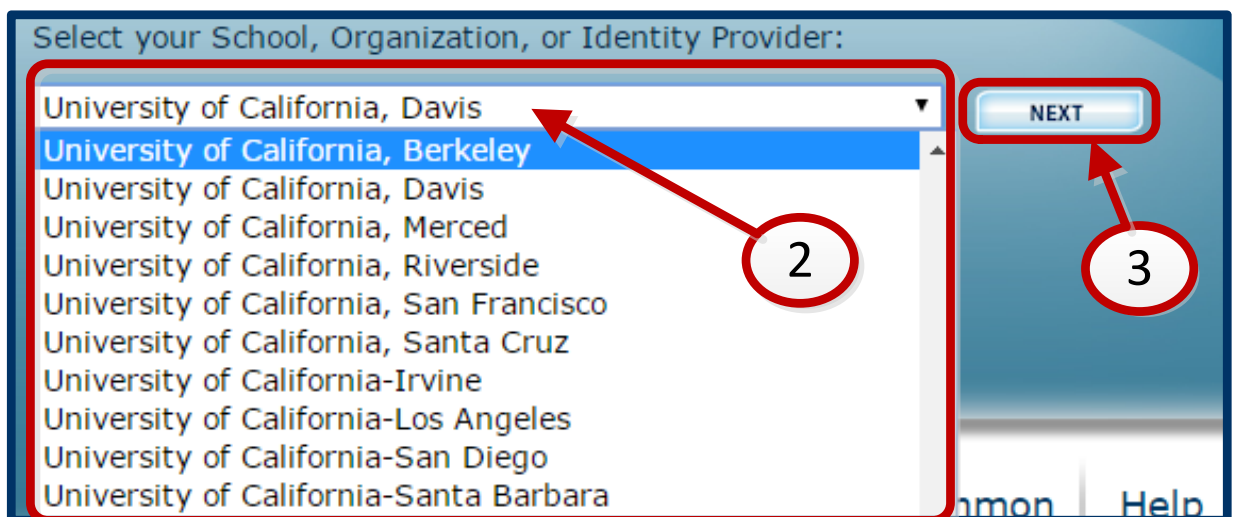 Select your School, Organization, or Identity Provider:
University of California, Davis
NEXT
University of California, Berkeley
University of California, Davis
University of California, Merced
University of California, Riverside
University of California, San Francisco
University of California, Santa Cruz
University of California-Irvine
University of California-Los Angeles
University of California-San Diego
University of California-Santa Barbara
2
3
Help